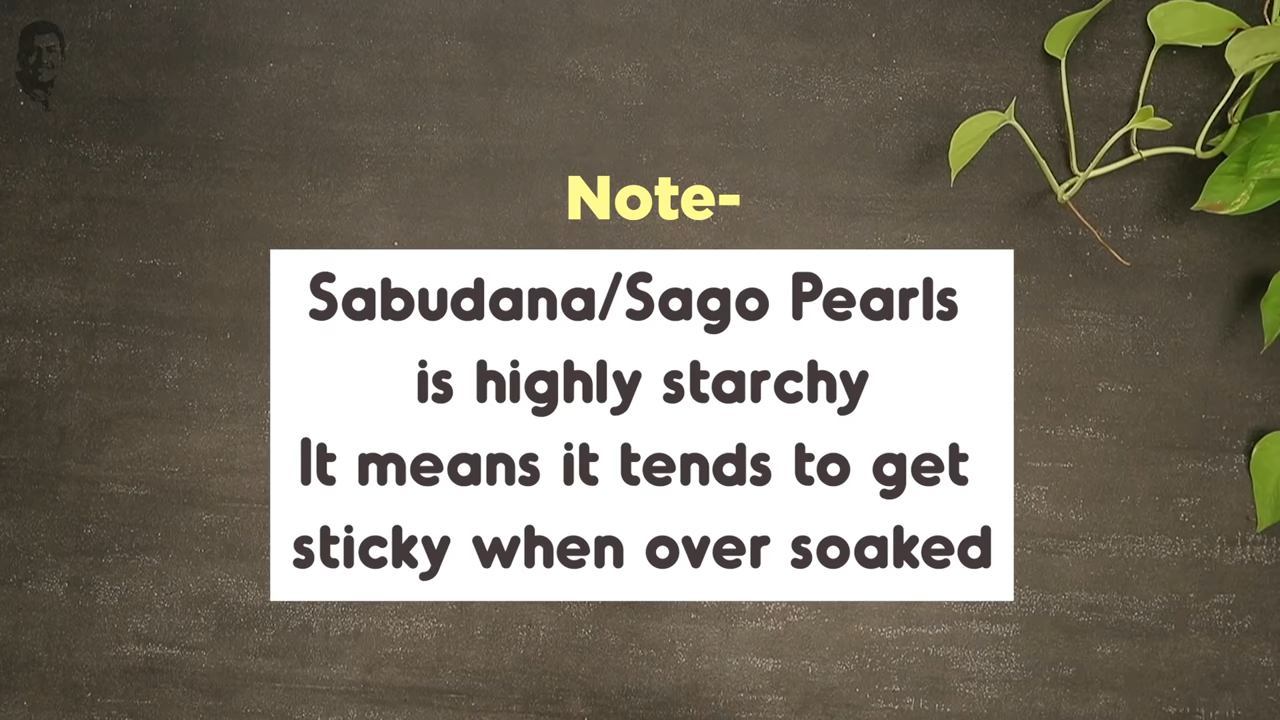 Note-
Sabudana/Sago Pearls
is highly starchy
It means it tends to get
sticky when over soaked